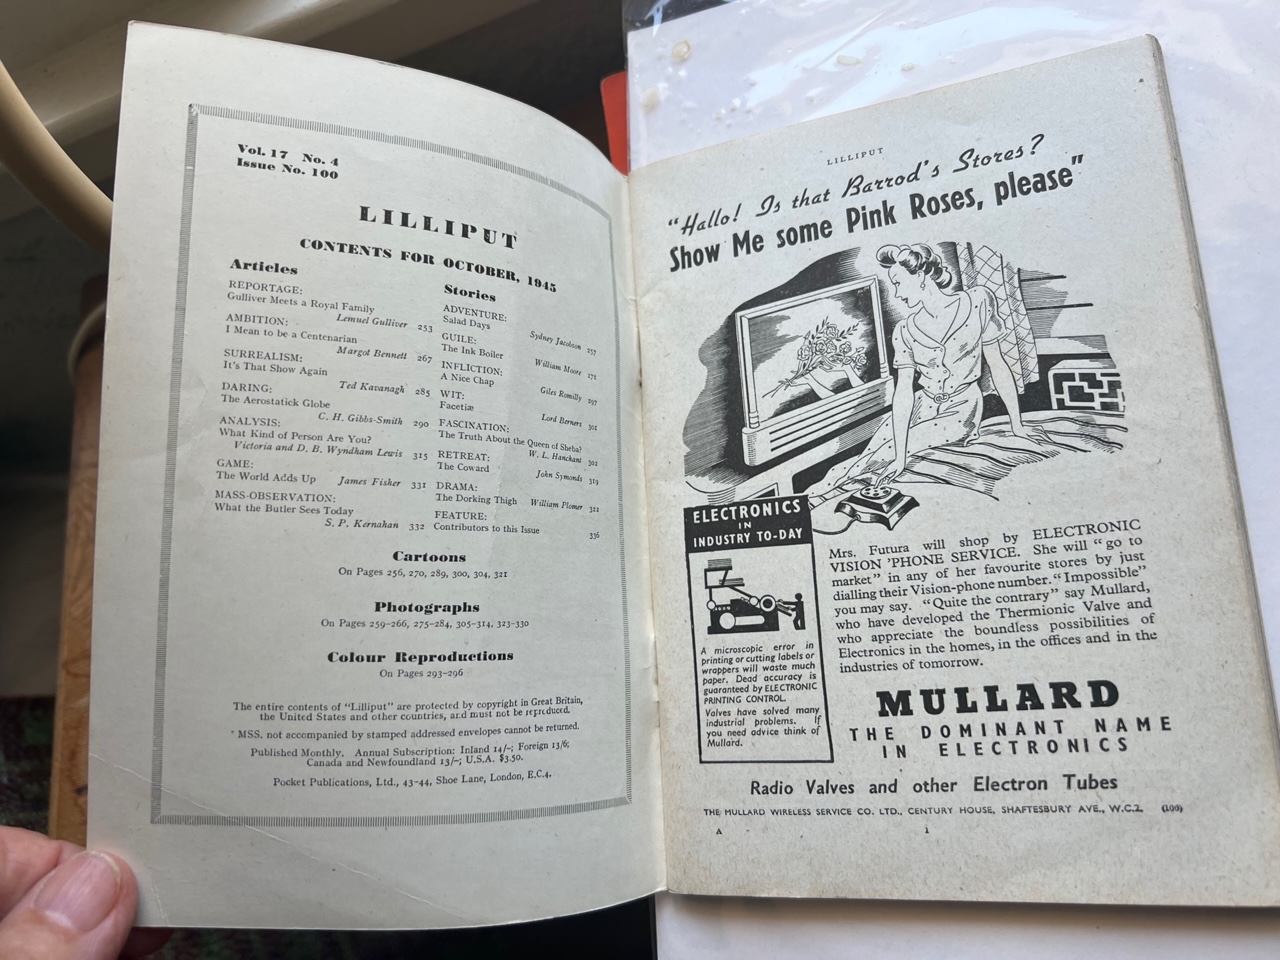 Vol. 17 No. 4
Issue No. 100
LILLIPUT
CONTENTS FOR OCTOBER, 1945
Articles
REPORTAGE:
Gulliver Meets a Royal Family
Lemuel Gulliver 253
AMBITION:
I Mean to be a Centenarian
Margot Bennett 267
SURREALISM:
It's That Show Again
Ted Kavanagh 285
DARING:
The Aerostatick Globe
C. H. Gibbs-Smith 290
ANALYSIS:
What Kind of Person Are You?
Victoria and D. B. Wyndham Lewis 315
GAME:
The World Adds Up James Fisher 331
MASS-OBSERVATION:
What the Butler Sees Today
S. P. Kernahan 332
Stories
ADVENTURE:
Salad Days
Sydney Jacobson 257
GUILE:
The Ink Boiler
William Moore 271
INFLICTION:
A Nice Chap
Giles Romilly 297
WIT:
Facetiæ
Lord Berners 301
FASCINATION:
The Truth About the Queen of Sheba?
W. L. Hanchant 302
RETREAT:
The Coward
John Symonds 319
DRAMA:
The Dorking Thigh William Plomer 322
FEATURE:
Contributors to this Issue 336
Cartoons
On Pages 256, 270, 289, 300, 304, 321
Photographs
On Pages 259-266, 275-284, 305-314, 323-330
Colour Reproductions
On Pages 293-296
The entire contents of "Lilliput" are protected by copyright in Great Britain,
the United States and other countries, and must not be reproduced.
MSS. not accompanied by stamped addressed envelopes cannot be returned.
Published Monthly. Annual Subscription: Inland 14/-; Foreign 13/6;
Canada and Newfoundland 13/-; U.S.A. $3.50.
Pocket Publications, Ltd., 43-44, Shoe Lane, London, E.C.4.
LILLIPUT
"Hallo! Is that Barrod's Stores?
Show Me some Pink Roses, please"
ELECTRONICS
IN
INDUSTRY TO-DAY
A microscopic error in
printing or cutting labels or
wrappers will waste much
paper. Dead accuracy is
guaranteed by ELECTRONIC
PRINTING CONTROL.
Valves have solved many
industrial problems. If
you need advice think of
Mullard.
Mrs. Futura will shop by ELECTRONIC
VISION 'PHONE SERVICE. She will "go to
market" in any of her favourite stores by just
dialling their Vision-phone number. "Impossible"
you may say. "Quite the contrary" say Mullard,
who have developed the Thermionic Valve and
who appreciate the boundless possibilities of
Electronics in the homes, in the offices and in the
industries of tomorrow.
MULLARD
THE DOMINANT NAME
IN ELECTRONICS
Radio Valves and other Electron Tubes
THE MULLARD WIRELESS SERVICE CO. LTD., CENTURY HOUSE, SHAFTESBURY AVE., W.C.2. (100)
A i